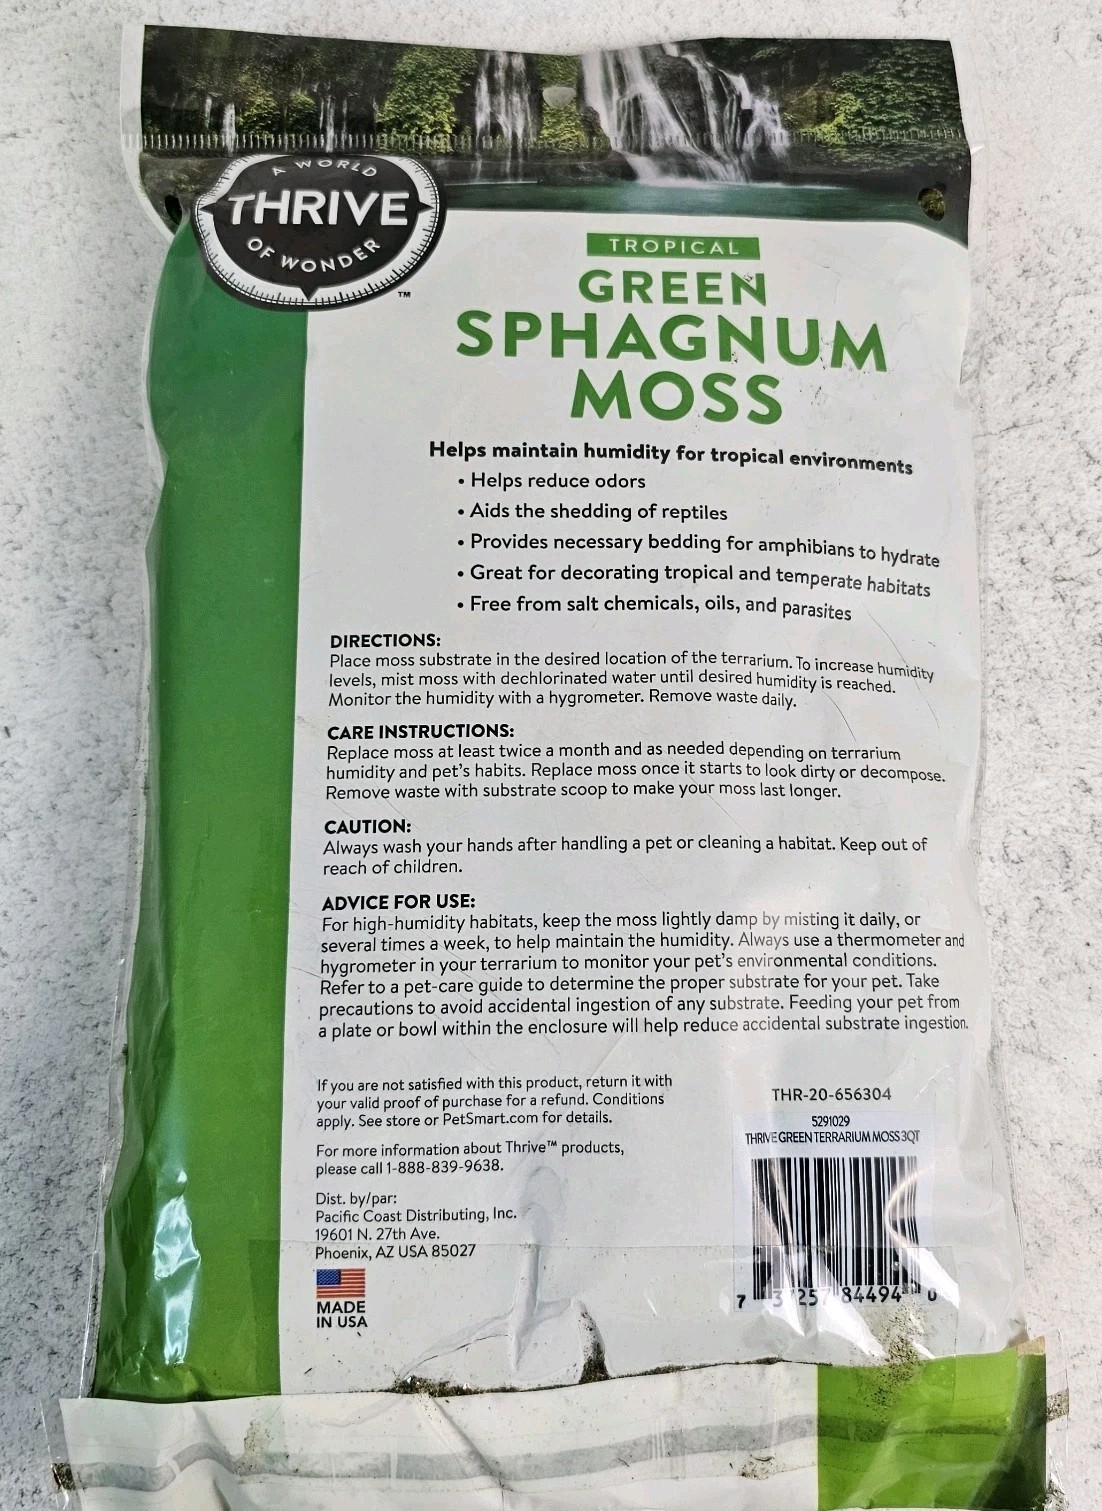 A WORLD
THRIVE
OF WONDER
™
TROPICAL
GREEN
SPHAGNUM
MOSS
Helps maintain humidity for tropical environments
• Helps reduce odors
• Aids the shedding of reptiles
• Provides necessary bedding for amphibians to hydrate
• Great for decorating tropical and temperate habitats
• Free from salt chemicals, oils, and parasites
DIRECTIONS:
Place moss substrate in the desired location of the terrarium. To increase humidity
levels, mist moss with dechlorinated water until desired humidity is reached.
Monitor the humidity with a hygrometer. Remove waste daily.
CARE INSTRUCTIONS:
Replace moss at least twice a month and as needed depending on terrarium
humidity and pet's habits. Replace moss once it starts to look dirty or decompose.
Remove waste with substrate scoop to make your moss last longer.
CAUTION:
Always wash your hands after handling a pet or cleaning a habitat. Keep out of
reach of children.
ADVICE FOR USE:
For high-humidity habitats, keep the moss lightly damp by misting it daily, or
several times a week, to help maintain the humidity. Always use a thermometer and
hygrometer in your terrarium to monitor your pet's environmental conditions.
Refer to a pet-care guide to determine the proper substrate for your pet. Take
precautions to avoid accidental ingestion of any substrate. Feeding your pet from
a plate or bowl within the enclosure will help reduce accidental substrate ingestion.
If you are not satisfied with this product, return it with
your valid proof of purchase for a refund. Conditions
apply. See store or PetSmart.com for details.
For more information about Thrive™ products,
please call 1-888-839-9638.
Dist. by/par:
Pacific Coast Distributing, Inc.
19601 N. 27th Ave.
Phoenix, AZ USA 85027
MADE
IN USA
THR-20-656304
5291029
THRIVE GREEN TERRARIUM MOSS 3QT
7 37257 84494 0